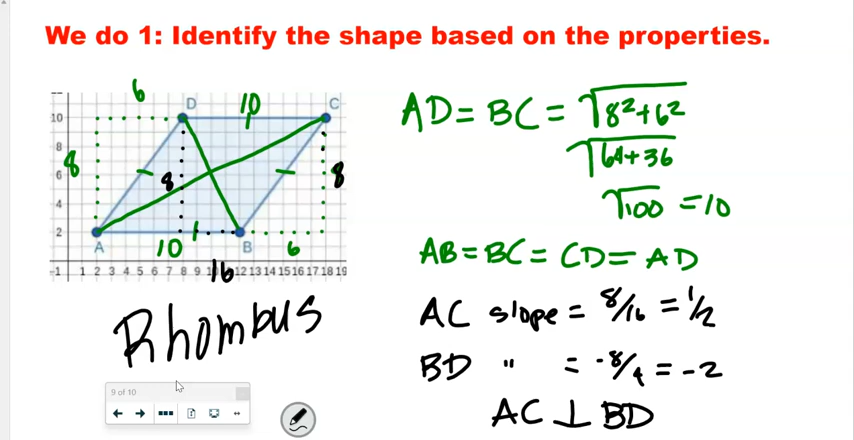 We do 1: Identify the shape based on the properties.
6
D
10
C
10
8
8
6
8
8
4
2
A
10
B
6
-1 1 2 3 4 5 6 7 8 9 12 13 14 15 16 17 18 19
16
Rhombus
AD = BC = √8²+6²
√64+36
√100 = 10
AB = BC = CD = AD
AC slope = 8/16 = 1/2
BD " = -8/4 = -2
AC ⊥ BD
9 of 10